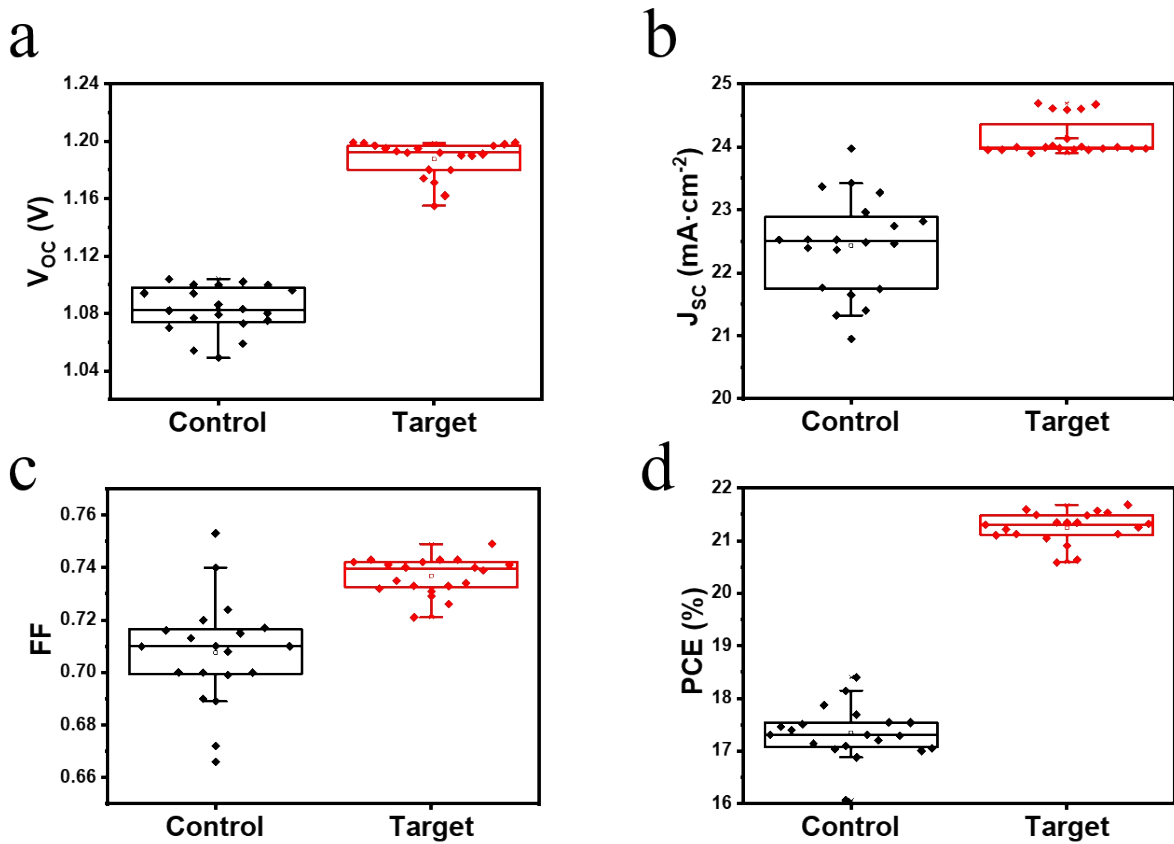 a
V_OC (V)
1.24
1.20
1.16
1.12
1.08
1.04
Control
Target
b
J_SC (mA·cm⁻²)
25
24
23
22
21
20
Control
Target
c
FF
0.76
0.74
0.72
0.70
0.68
0.66
Control
Target
d
PCE (%)
22
21
20
19
18
17
16
Control
Target